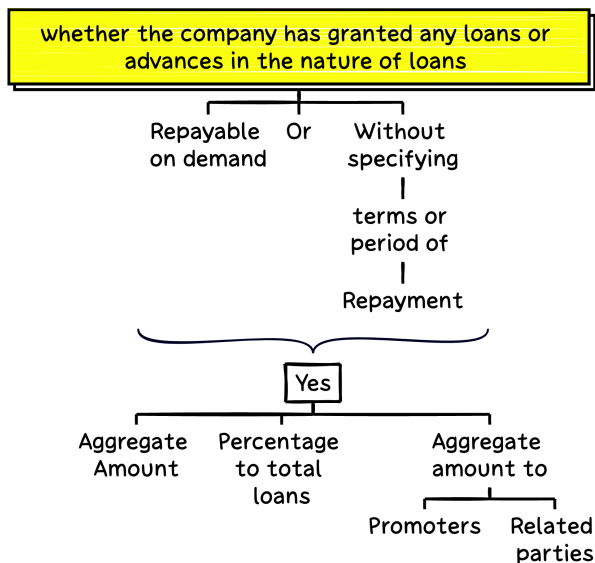 whether the company has granted any loans or
advances in the nature of loans
Repayable
on demand
Or
Without
specifying
terms or
period of
Repayment
Yes
Aggregate
Amount
Percentage
to total
loans
Aggregate
amount to
Promoters
Related
parties